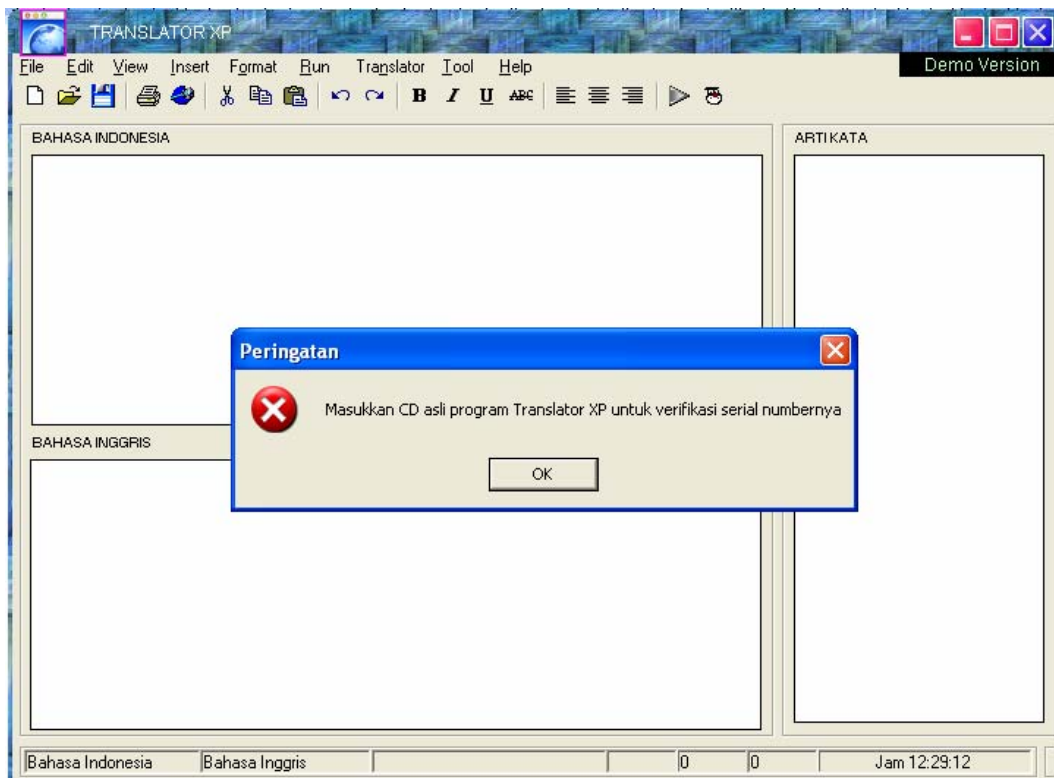 TRANSLATOR XP
File Edit View Insert Format Run Translator Tool Help
Demo Version
B I U ABC
BAHASA INDONESIA
ARTI KATA
Peringatan
Masukkan CD asli program Translator XP untuk verifikasi serial numbernya
OK
BAHASA INGGRIS
Bahasa Indonesia Bahasa Inggris 0 0 Jam 12:29:12